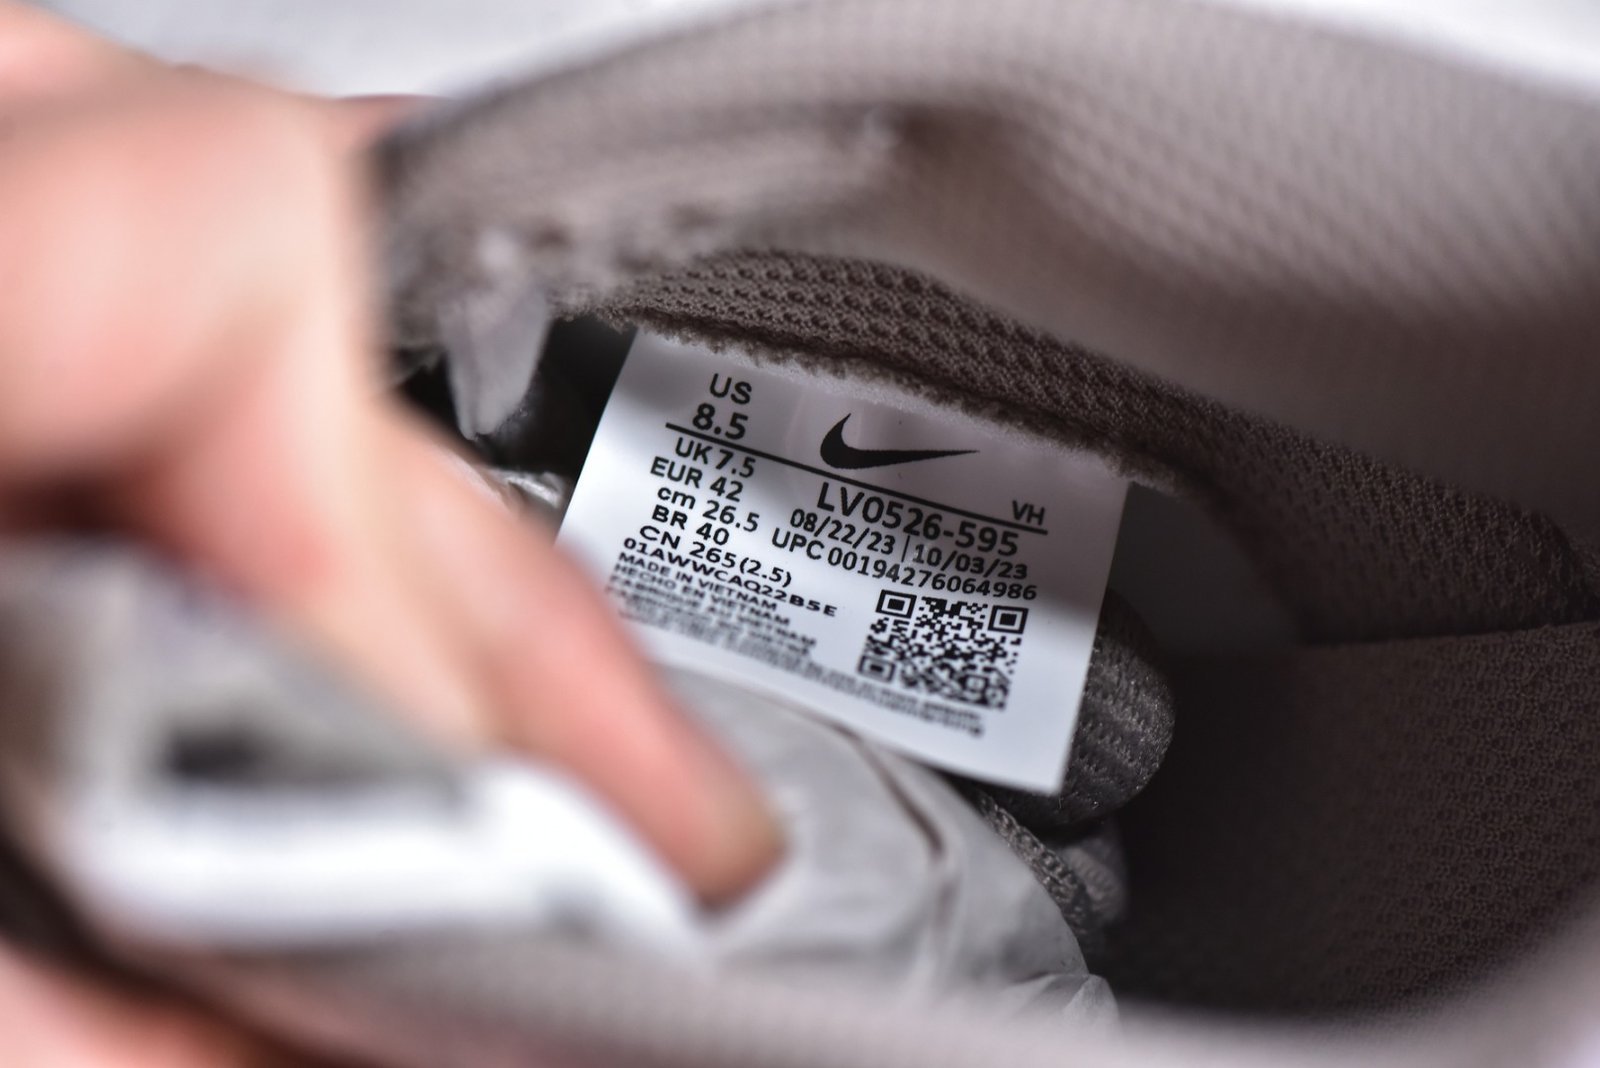 US
8.5
VH
UK 7.5
EUR 42
cm 26.5
BR 40
CN 265(2.5)
LV0526-595
08/22/23 | 10/03/23
UPC 00194276064986
01AWWCAQ22B5E
MADE IN VIETNAM
HECHO EN VIETNAM